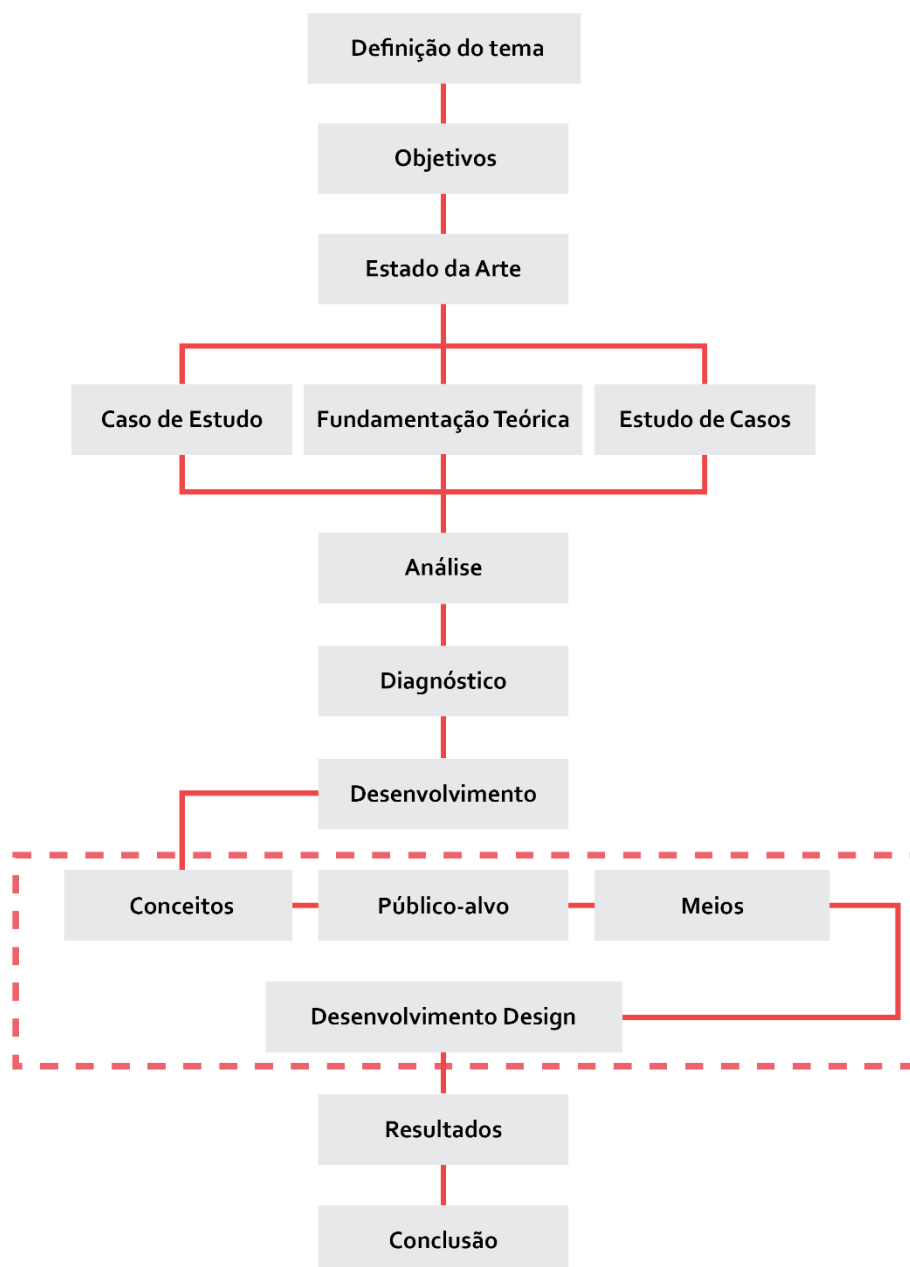 Definição do tema
Objetivos
Estado da Arte
Caso de Estudo
Fundamentação Teórica
Estudo de Casos
Análise
Diagnóstico
Desenvolvimento
Conceitos
Público-alvo
Meios
Desenvolvimento Design
Resultados
Conclusão